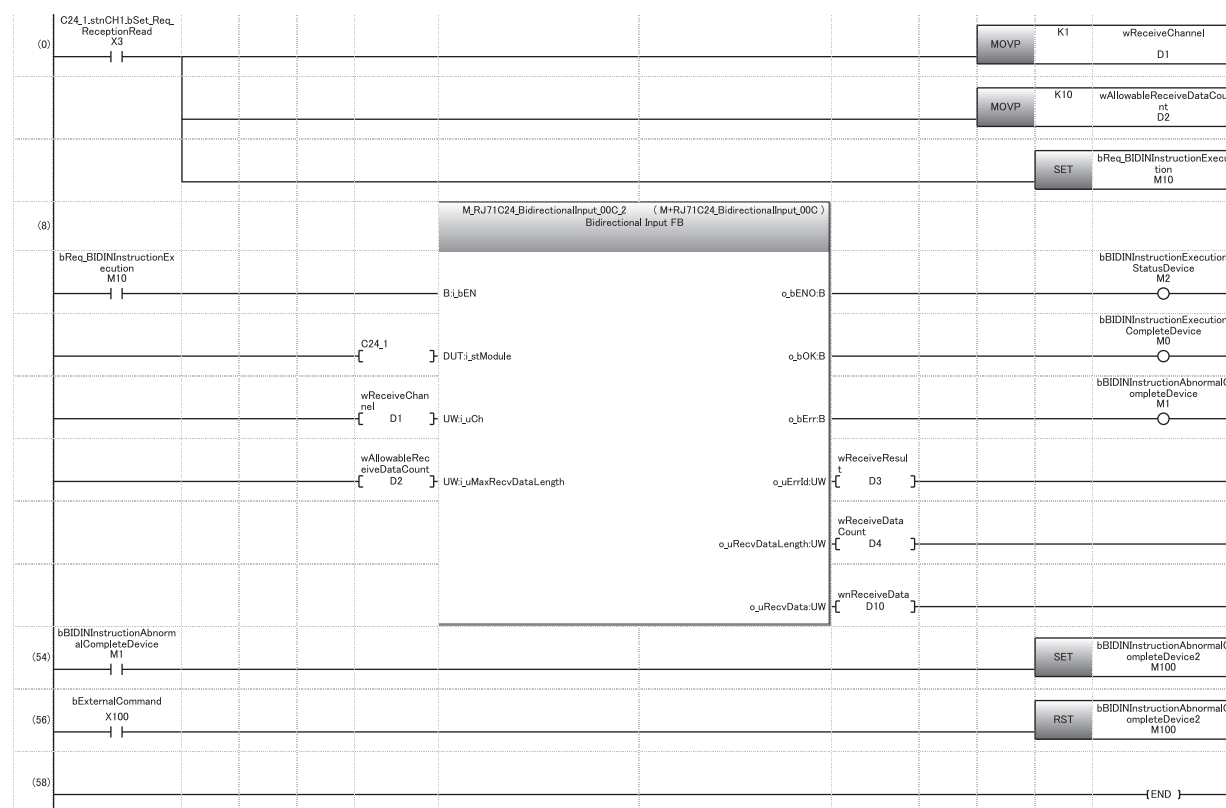 C24_1.stnCH1.bSet_Req_
ReceptionRead
X3
(0)
MOVP
K1
wReceiveChannel
D1
MOVP
K10
wAllowableReceiveDataCou
nt
D2
SET
bReq_BIDINInstructionExecu
tion
M10
(8)
M_RJ71C24_BidirectionalInput_00C_2 ( M+RJ71C24_BidirectionalInput_00C )
Bidirectional Input FB
bReq_BIDINInstructionEx
ecution
M10
B:i_bEN
o_bENO:B
bBIDINInstructionExecution
StatusDevice
M2
C24_1
DUT:i_stModule
o_bOK:B
bBIDINInstructionExecution
CompleteDevice
M0
wReceiveChan
nel
D1
UW:i_uCh
o_bErr:B
bBIDINInstructionAbnormalC
ompleteDevice
M1
wAllowableRec
eiveDataCount
D2
UW:i_uMaxRecvDataLength
o_uErrId:UW
wReceiveResul
t
D3
o_uRecvDataLength:UW
wReceiveData
Count
D4
o_uRecvData:UW
wnReceiveData
D10
(54)
bBIDINInstructionAbnorm
alCompleteDevice
M1
SET
bBIDINInstructionAbnormalC
ompleteDevice2
M100
(56)
bExternalCommand
X100
RST
bBIDINInstructionAbnormalC
ompleteDevice2
M100
(58)
END